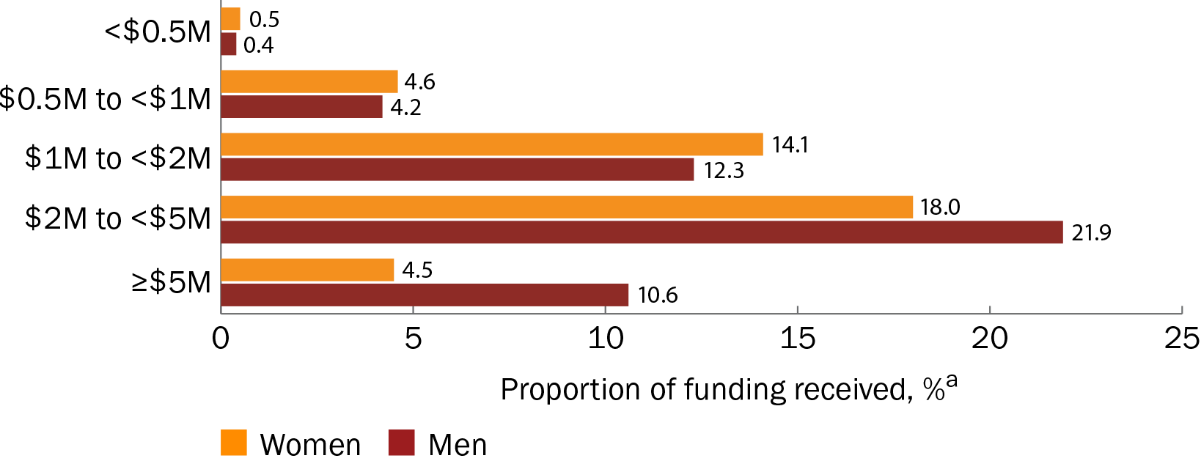 <$0.5M
0.5
0.4
$0.5M to <$1M
4.6
4.2
$1M to <$2M
14.1
12.3
$2M to <$5M
18.0
21.9
≥$5M
4.5
10.6
0 5 10 15 20 25
Proportion of funding received, %a
Women Men